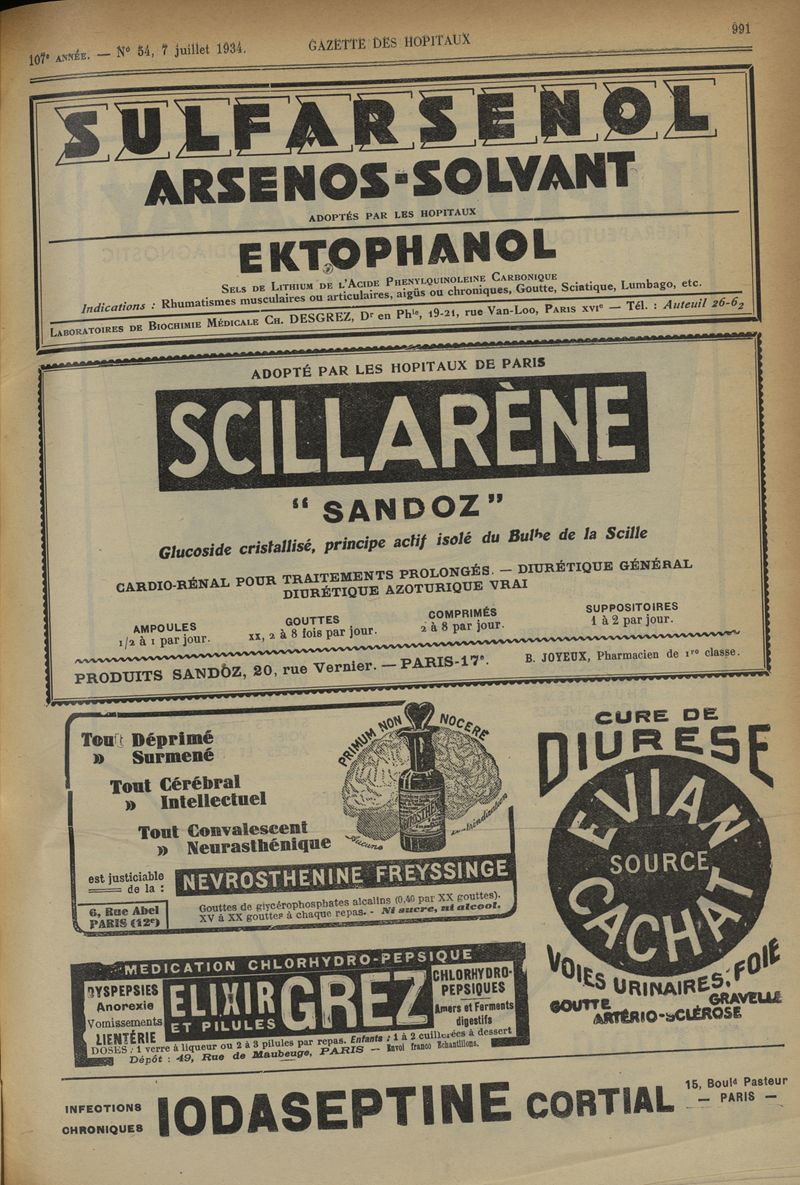 107e ANNÉE. — No 54, 7 juillet 1934.
GAZETTE DES HOPITAUX
991
SULFARSENOL
ARSENOS-SOLVANT
ADOPTÉS PAR LES HOPITAUX
EKTOPHANOL
SELS DE LITHIUM DE L'ACIDE PHENYLQUINOLEINE CARBONIQUE
Indications : Rhumatismes musculaires ou articulaires, aigüs ou chroniques, Goutte, Sciatique, Lumbago, etc.
LABORATOIRES DE BIOCHIMIE MÉDICALE CH. DESGREZ, Dr en Phie, 19-21, rue Van-Loo, PARIS XVIe — Tél. : Auteuil 26-62
ADOPTÉ PAR LES HOPITAUX DE PARIS
SCILLARÈNE
“ SANDOZ ”
Glucoside cristallisé, principe actif isolé du Bulbe de la Scille
CARDIO-RÉNAL POUR TRAITEMENTS PROLONGÉS. — DIURÉTIQUE GÉNÉRAL
DIURÉTIQUE AZOTURIQUE VRAI
AMPOULES
1/2 à 1 par jour.
GOUTTES
XX, 2 à 8 fois par jour.
COMPRIMÉS
2 à 8 par jour.
SUPPOSITOIRES
1 à 2 par jour.
PRODUITS SANDÔZ, 20, rue Vernier. — PARIS-17e.
B. JOYEUX, Pharmacien de 1re classe.
Tout Déprimé
» Surmené
Tout Cérébral
» Intellectuel
Tout Convalescent
» Neurasthénique
PRIMUM NON NOCERE
Aucune
contrindication
est justiciable
de la :
NEVROSTHENINE FREYSSINGE
6, Rue Abel
PARIS (12e)
Gouttes de glycérophosphates alcalins (0,40 par XX gouttes).
XV à XX gouttes à chaque repas. - Ni sucre, ni alcool.
CURE DE
DIURESE
EVIAN
SOURCE
CACHAT
VOIES URINAIRES, FOIE
GOUTTE
GRAVELLE
ARTÉRIO-SCLÉROSE
MEDICATION CHLORHYDRO-PEPSIQUE
DYSPEPSIES
Anorexie
Vomissements
LIENTÉRIE
ELIXIR GREZ
ET PILULES
CHLORHYDRO-
PEPSIQUES
Amers et Ferments
digestifs
DOSES : 1 verre à liqueur ou 2 à 3 pilules par repas. Enfants : 1 à 2 cuillerées à dessert
Dépôt : 49, Rue de Maubeuge, PARIS — Envoi franco Echantillons.
INFECTIONS
CHRONIQUES
IODASEPTINE CORTIAL
15, Bould Pasteur
— PARIS —